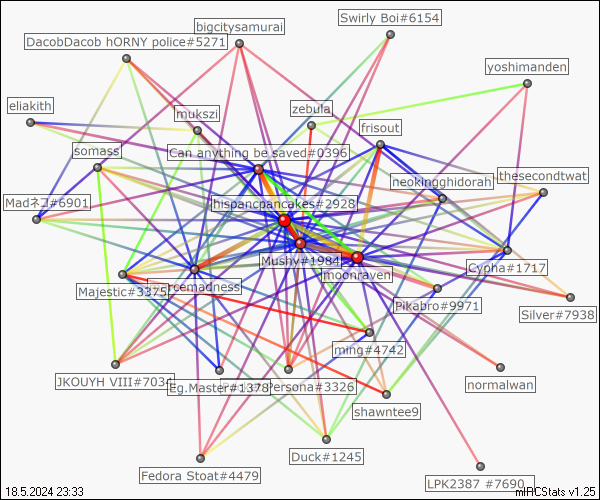 Swirly Boi#6154
bigcitysamurai
DacobDacob hORNY police#5271
yoshimanden
eliakith
mukszi
zebula
frisout
somass
Can anything be saved#0396
neokingghidorah
thesecondtwat
Madネコ#6901
hispancpancakes#2928
Mushy#1984
moonraven
Cypha#1717
Majestic#3375
rcemadness
Pikabro#9971
Silver#7938
ming#4742
JKOUYH VIII#7034
Eg.Master#1378
Persona#3326
normalwan
shawntee9
Duck#1245
Fedora Stoat#4479
LPK2387 #7690
18.5.2024 23:33
mIRCStats v1.25